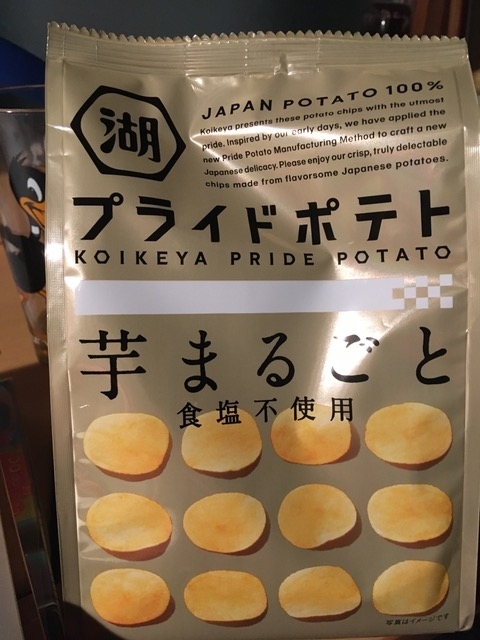 湖
JAPAN POTATO 100%
Koikeya presents these potato chips with the utmost
pride. Inspired by our early days, we have applied the
new Pride Potato Manufacturing Method to craft a new
Japanese delicacy. Please enjoy our crisp, truly delectable
chips made from flavorsome Japanese potatoes.
プライドポテト
KOIKEYA PRIDE POTATO
芋まるごと
食塩不使用
写真はイメージです